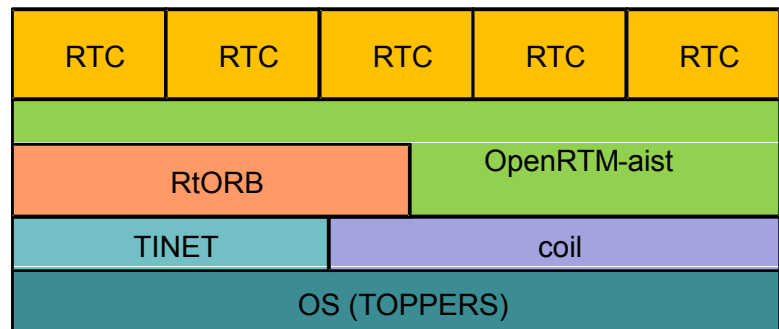 RTC RTC RTC RTC RTC
OpenRTM-aist
RtORB
TINET coil
OS (TOPPERS)